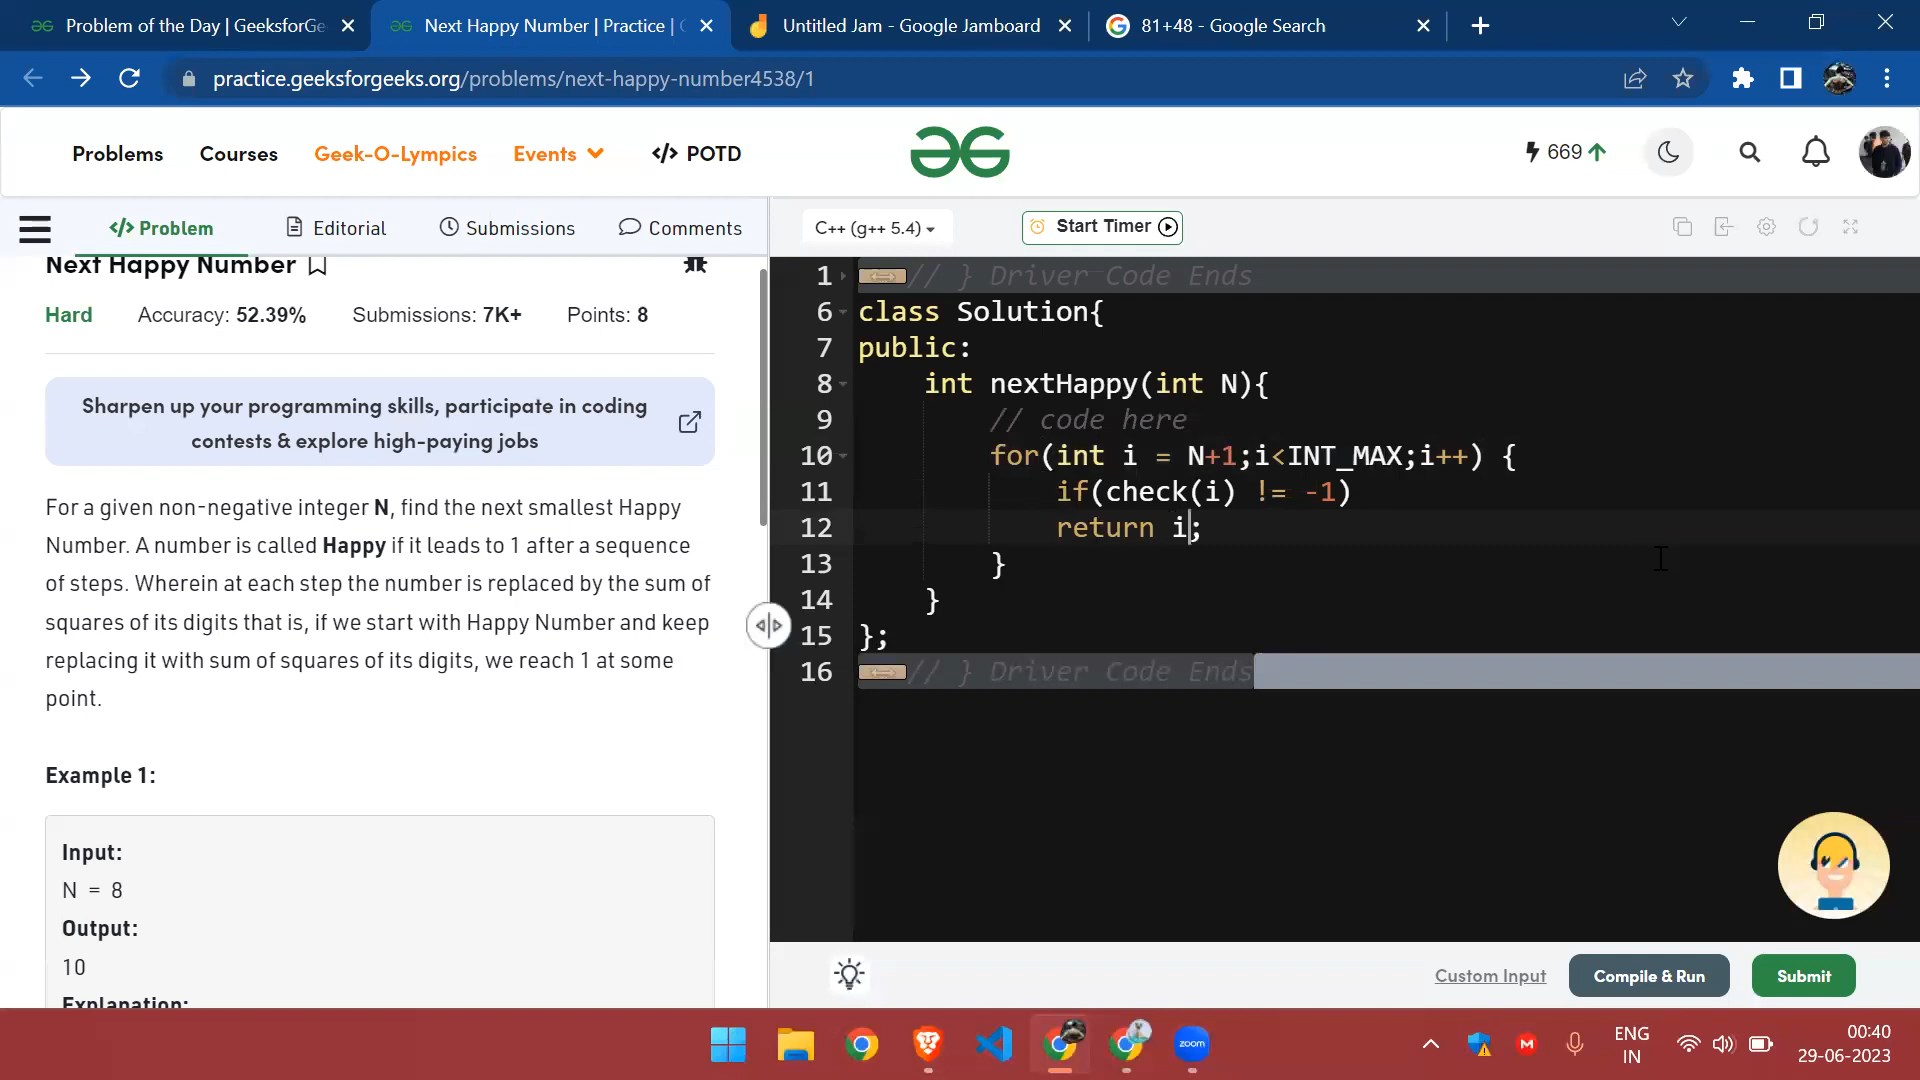 Problem of the Day | GeeksforGe
Next Happy Number | Practice |
Untitled Jam - Google Jamboard
81+48 - Google Search
practice.geeksforgeeks.org/problems/next-happy-number4538/1
Problems Courses Geek-O-Lympics Events </> POTD
669
</> Problem Editorial Submissions Comments
C++ (g++ 5.4)
Start Timer
Next Happy Number
Hard Accuracy: 52.39% Submissions: 7K+ Points: 8
Sharpen up your programming skills, participate in coding
contests & explore high-paying jobs
For a given non-negative integer N, find the next smallest Happy
Number. A number is called Happy if it leads to 1 after a sequence
of steps. Wherein at each step the number is replaced by the sum of
squares of its digits that is, if we start with Happy Number and keep
replacing it with sum of squares of its digits, we reach 1 at some
point.
Example 1:
Input:
N = 8
Output:
10
Explanation:
1 // } Driver Code Ends
6 class Solution{
7 public:
8 int nextHappy(int N){
9 // code here
10 for(int i = N+1;i<INT_MAX;i++) {
11 if(check(i) != -1)
12 return i;
13 }
14 }
15 };
16 // } Driver Code Ends
Custom Input Compile & Run Submit
zoom
M
ENG
IN
00:40
29-06-2023